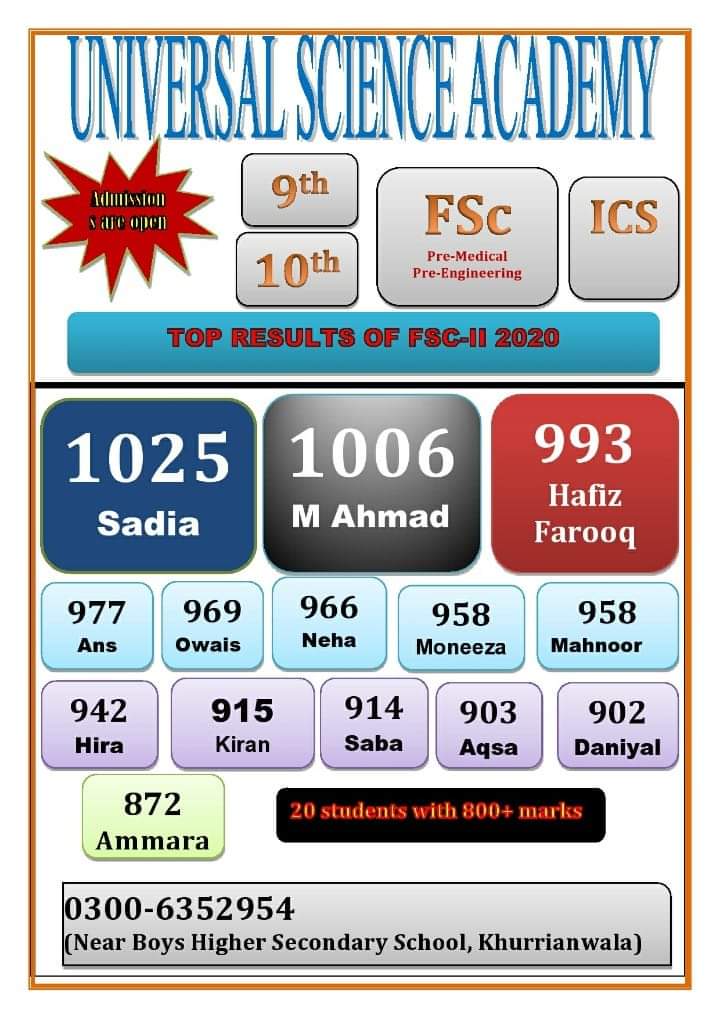 UNIVERSAL SCIENCE ACADEMY
Admission
s are open
9th
10th
FSc
Pre-Medical
Pre-Engineering
ICS
TOP RESULTS OF FSC-II 2020
1025
Sadia
1006
M Ahmad
993
Hafiz
Farooq
977
Ans
969
Owais
966
Neha
958
Moneeza
958
Mahnoor
942
Hira
915
Kiran
914
Saba
903
Aqsa
902
Daniyal
872
Ammara
20 students with 800+ marks
0300-6352954
(Near Boys Higher Secondary School, Khurrianwala)